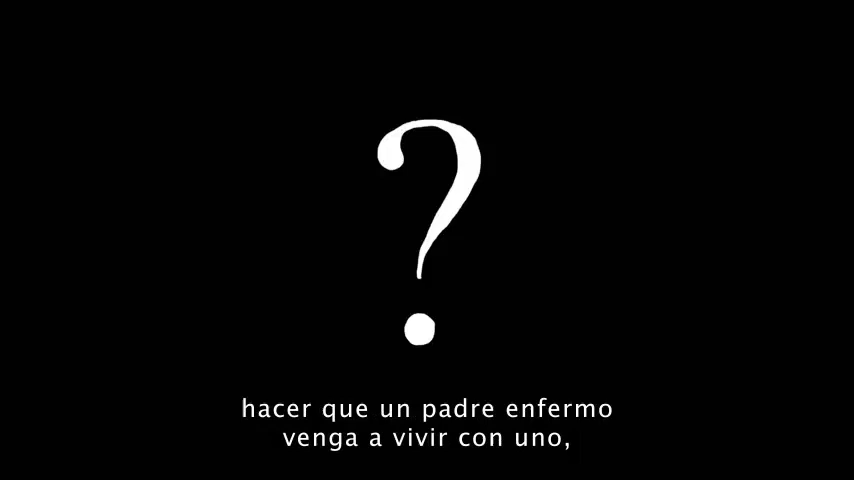 ?
hacer que un padre enfermo
venga a vivir con uno,